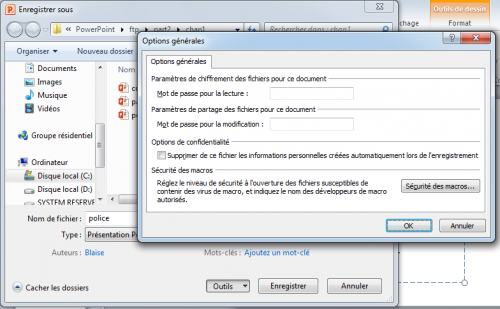 Enregistrer sous
PowerPoint ftp part2 chap1
Rechercher dans : chap1
Organiser
Nouveau dossier
Documents
Images
Musique
Vidéos
Groupe résidentiel
Ordinateur
Disque local (C:)
Disque local (D:)
SYSTEM RESERVE
Nom de fichier : police
Type : Présentation P
Auteurs : Blaise
Mots-clés : Ajoutez un mot-clé
Cacher les dossiers
Outils
Enregistrer
Annuler
Outils de dessin
chage
Format
Options générales
Options générales
Paramètres de chiffrement des fichiers pour ce document
Mot de passe pour la lecture :
Paramètres de partage des fichiers pour ce document
Mot de passe pour la modification :
Options de confidentialité
Supprimer de ce fichier les informations personnelles créées automatiquement lors de l'enregistrement
Sécurité des macros
Réglez le niveau de sécurité à l'ouverture des fichiers susceptibles de
contenir des virus de macro, et indiquez le nom des développeurs de macro
autorisés.
Sécurité des macros...
OK
Annuler